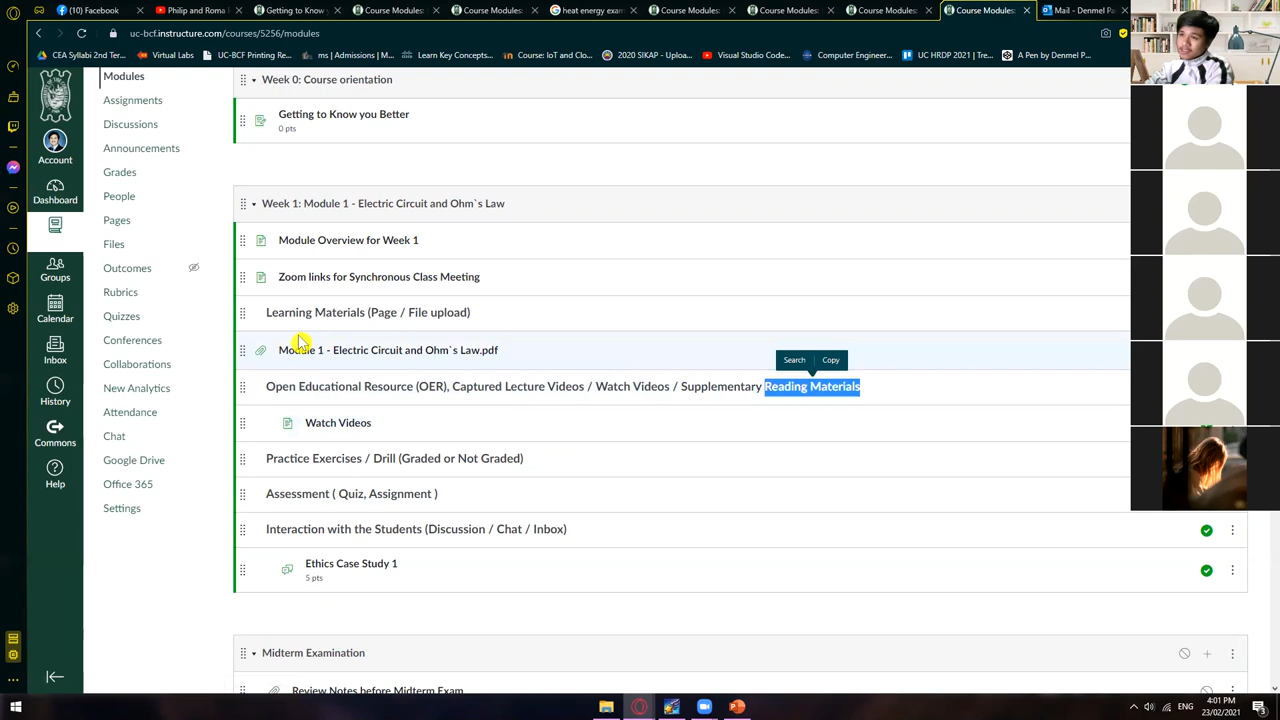 (10) Facebook
Philip and Roma
Getting to Know y
Course Modules:
Course Modules:
heat energy exam
Course Modules:
Course Modules:
Course Modules:
Course Modules:
Mail - Denmel Pa
uc-bcf.instructure.com/courses/5256/modules
CEA Syllabi 2nd Ter...
Virtual Labs
UC-BCF Printing Re...
ms | Admissions | M...
Learn Key Concepts...
Course: IoT and Clo...
2020 SIKAP - Uploa...
Visual Studio Code...
Computer Engineer...
UC HRDP 2021 | Tre...
A Pen by Denmel P...
Account
Dashboard
Groups
Calendar
Inbox
History
Commons
Help
Modules
Assignments
Discussions
Announcements
Grades
People
Pages
Files
Outcomes
Rubrics
Quizzes
Conferences
Collaborations
New Analytics
Attendance
Chat
Google Drive
Office 365
Settings
Week 0: Course orientation
Getting to Know you Better
0 pts
Week 1: Module 1 - Electric Circuit and Ohm`s Law
Module Overview for Week 1
Zoom links for Synchronous Class Meeting
Learning Materials (Page / File upload)
Module 1 - Electric Circuit and Ohm`s Law.pdf
Search Copy
Open Educational Resource (OER), Captured Lecture Videos / Watch Videos / Supplementary Reading Materials
Watch Videos
Practice Exercises / Drill (Graded or Not Graded)
Assessment ( Quiz, Assignment )
Interaction with the Students (Discussion / Chat / Inbox)
Ethics Case Study 1
5 pts
Midterm Examination
Review Notes before Midterm Exam
ENG
4:01 PM
23/02/2021
3